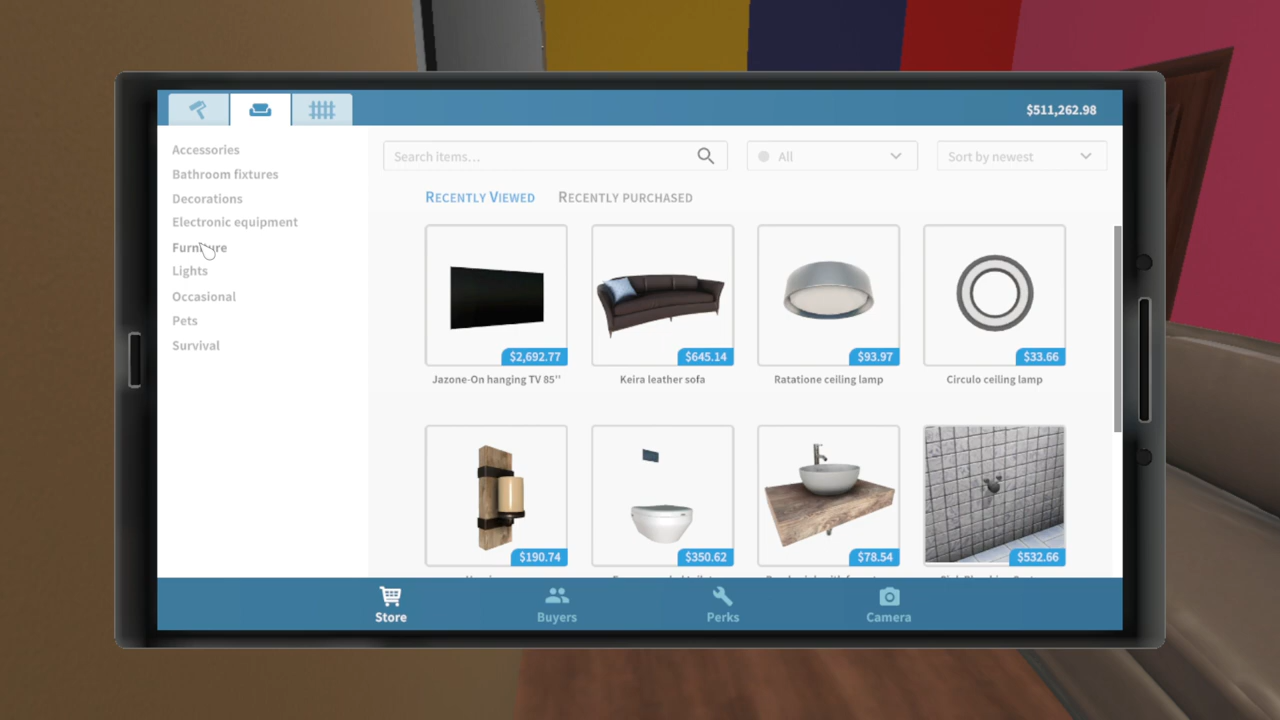 $511,262.98
Accessories
Bathroom fixtures
Decorations
Electronic equipment
Furniture
Lights
Occasional
Pets
Survival
Search items...
All
Sort by newest
RECENTLY VIEWED
RECENTLY PURCHASED
$2,692.77
$645.14
$93.97
$33.66
Jazone-On hanging TV 85''
Keira leather sofa
Ratatione ceiling lamp
Circulo ceiling lamp
$190.74
$350.62
$78.54
$532.66
Store
Buyers
Perks
Camera